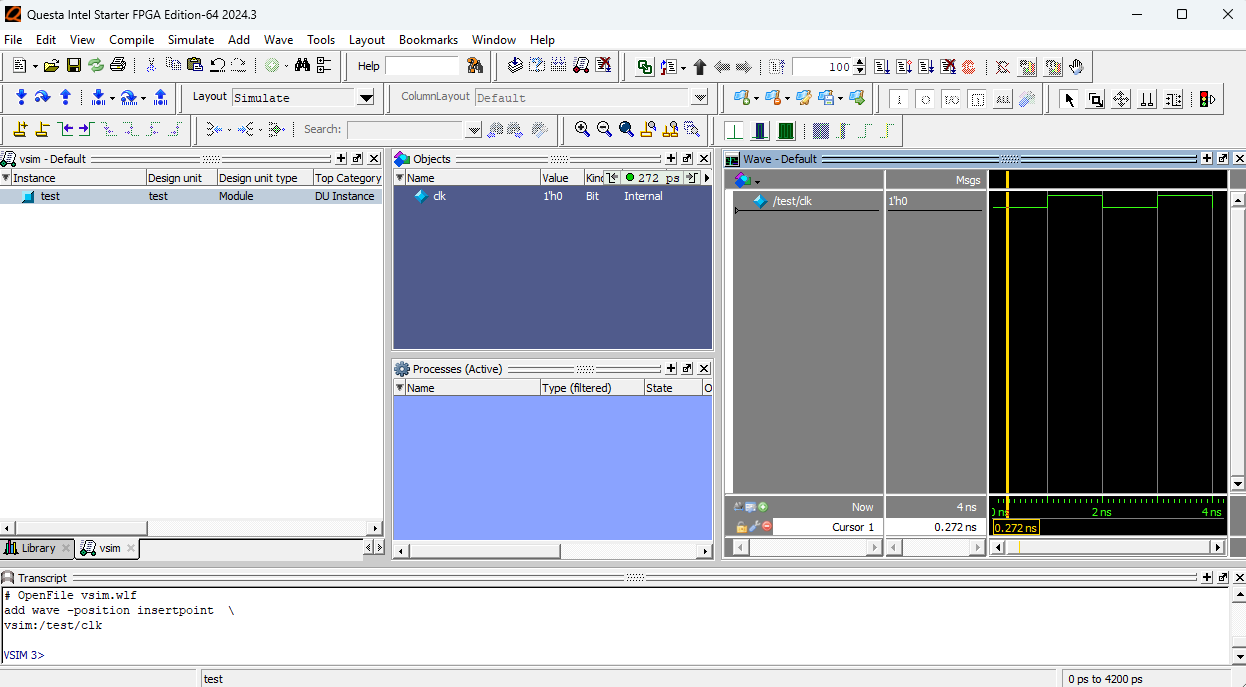 Questa Intel Starter FPGA Edition-64 2024.3
File Edit View Compile Simulate Add Wave Tools Layout Bookmarks Window Help
Help 100
Layout Simulate ColumnLayout Default
Search:
vsim - Default
Instance Design unit Design unit type Top Category
test test Module DU Instance
Library vsim
Objects
Name Value Kind 272 ps
clk 1'h0 Bit Internal
Processes (Active)
Name Type (filtered) State O
Wave - Default
Msgs
/test/clk 1'h0
Now 4 ns
Cursor 1 0.272 ns
2 ns 4 ns
0.272 ns
Transcript
# OpenFile vsim.wlf
add wave -position insertpoint \
vsim:/test/clk
VSIM 3>
test 0 ps to 4200 ps